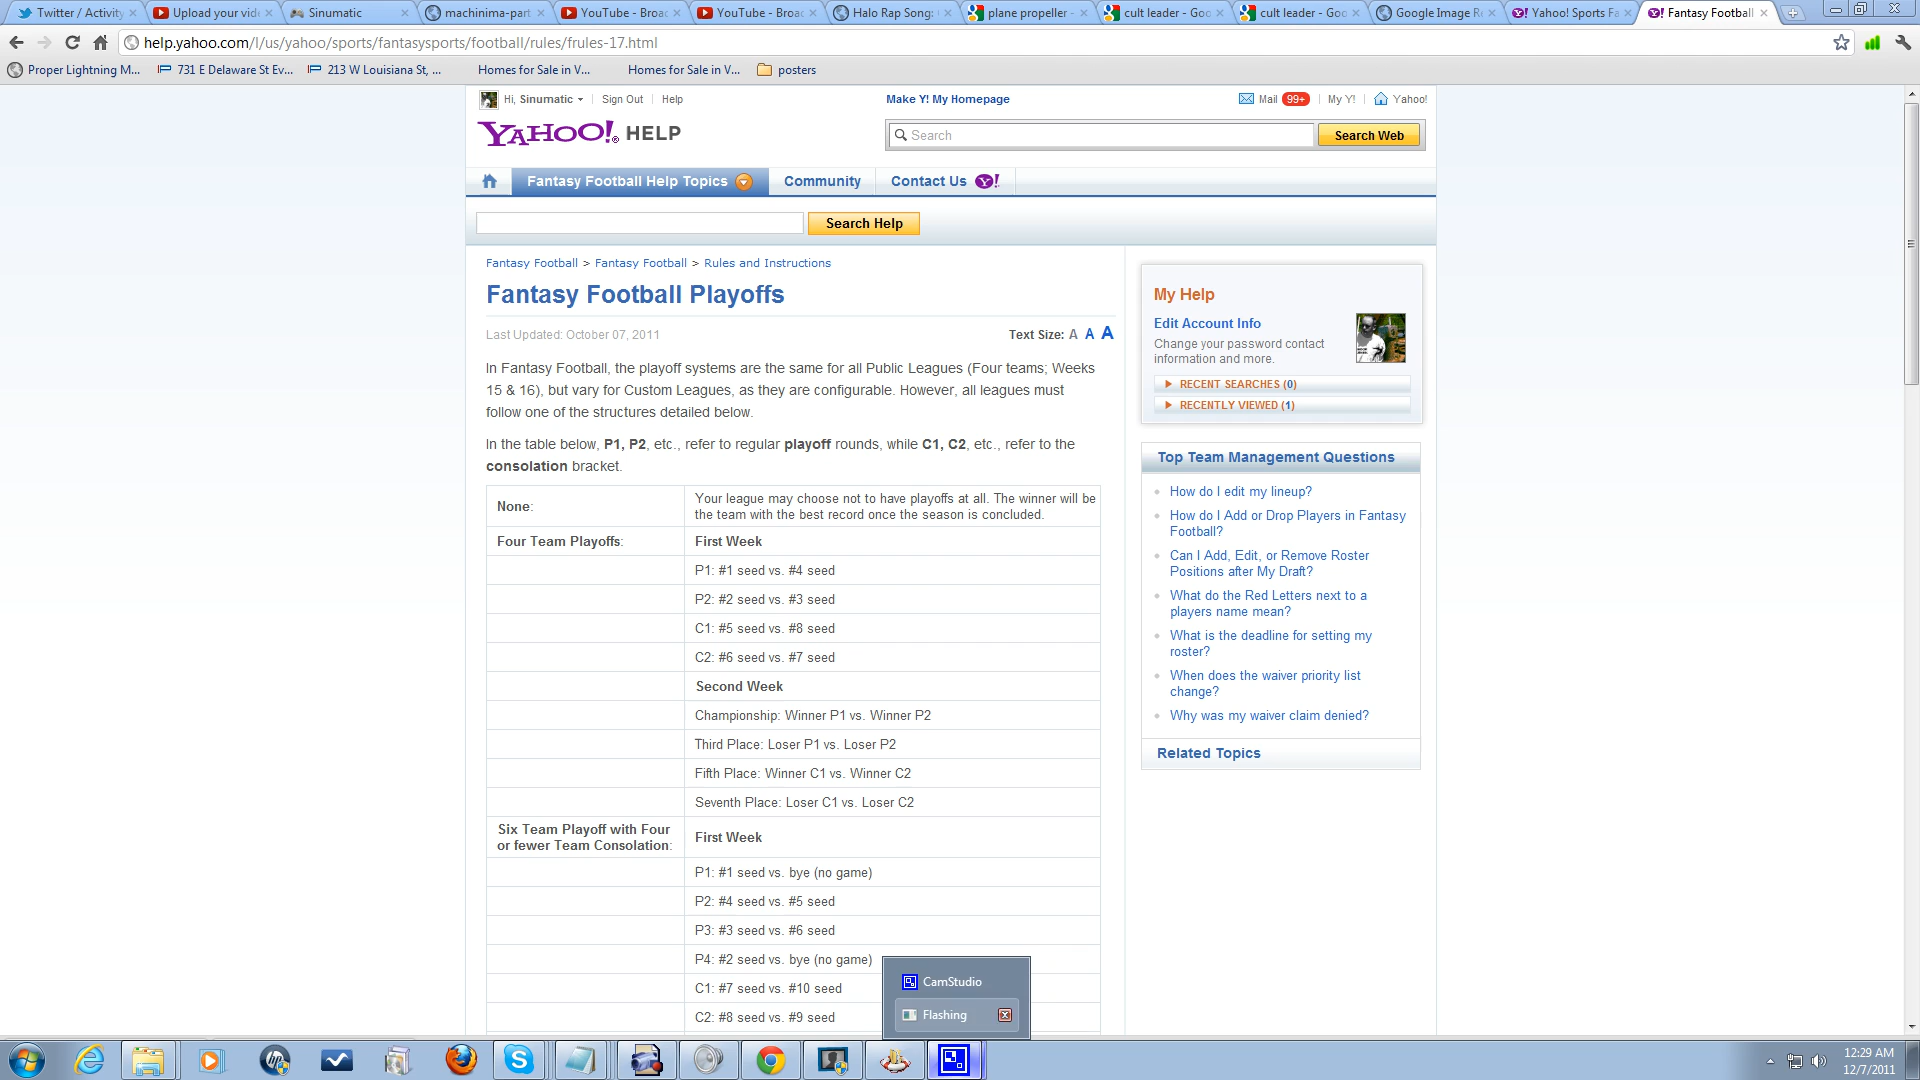 Twitter / Activity
Upload your vide
Sinumatic
machinima-part
YouTube - Broad
YouTube - Broad
Halo Rap Song:
plane propeller -
cult leader - Goo
cult leader - Goo
Google Image Re
Yahoo! Sports Fa
Fantasy Football
help.yahoo.com/l/us/yahoo/sports/fantasysports/football/rules/frules-17.html
Proper Lightning M...
731 E Delaware St Ev...
213 W Louisiana St, ...
Homes for Sale in V...
Homes for Sale in V...
posters
Hi, Sinumatic
Sign Out
Help
Make Y! My Homepage
Mail 99+
My Y!
Yahoo!
YAHOO! HELP
Search
Search Web
Fantasy Football Help Topics
Community
Contact Us Y!
Search Help
Fantasy Football > Fantasy Football > Rules and Instructions
Fantasy Football Playoffs
Last Updated: October 07, 2011
Text Size: A A A
In Fantasy Football, the playoff systems are the same for all Public Leagues (Four teams; Weeks
15 & 16), but vary for Custom Leagues, as they are configurable. However, all leagues must
follow one of the structures detailed below.
In the table below, P1, P2, etc., refer to regular playoff rounds, while C1, C2, etc., refer to the
consolation bracket.
None:
Your league may choose not to have playoffs at all. The winner will be
the team with the best record once the season is concluded.
Four Team Playoffs:
First Week
P1: #1 seed vs. #4 seed
P2: #2 seed vs. #3 seed
C1: #5 seed vs. #8 seed
C2: #6 seed vs. #7 seed
Second Week
Championship: Winner P1 vs. Winner P2
Third Place: Loser P1 vs. Loser P2
Fifth Place: Winner C1 vs. Winner C2
Seventh Place: Loser C1 vs. Loser C2
Six Team Playoff with Four
or fewer Team Consolation:
First Week
P1: #1 seed vs. bye (no game)
P2: #4 seed vs. #5 seed
P3: #3 seed vs. #6 seed
P4: #2 seed vs. bye (no game)
C1: #7 seed vs. #10 seed
C2: #8 seed vs. #9 seed
My Help
Edit Account Info
Change your password contact
information and more.
RECENT SEARCHES (0)
RECENTLY VIEWED (1)
Top Team Management Questions
How do I edit my lineup?
How do I Add or Drop Players in Fantasy
Football?
Can I Add, Edit, or Remove Roster
Positions after My Draft?
What do the Red Letters next to a
players name mean?
What is the deadline for setting my
roster?
When does the waiver priority list
change?
Why was my waiver claim denied?
Related Topics
CamStudio
Flashing
12:29 AM
12/7/2011